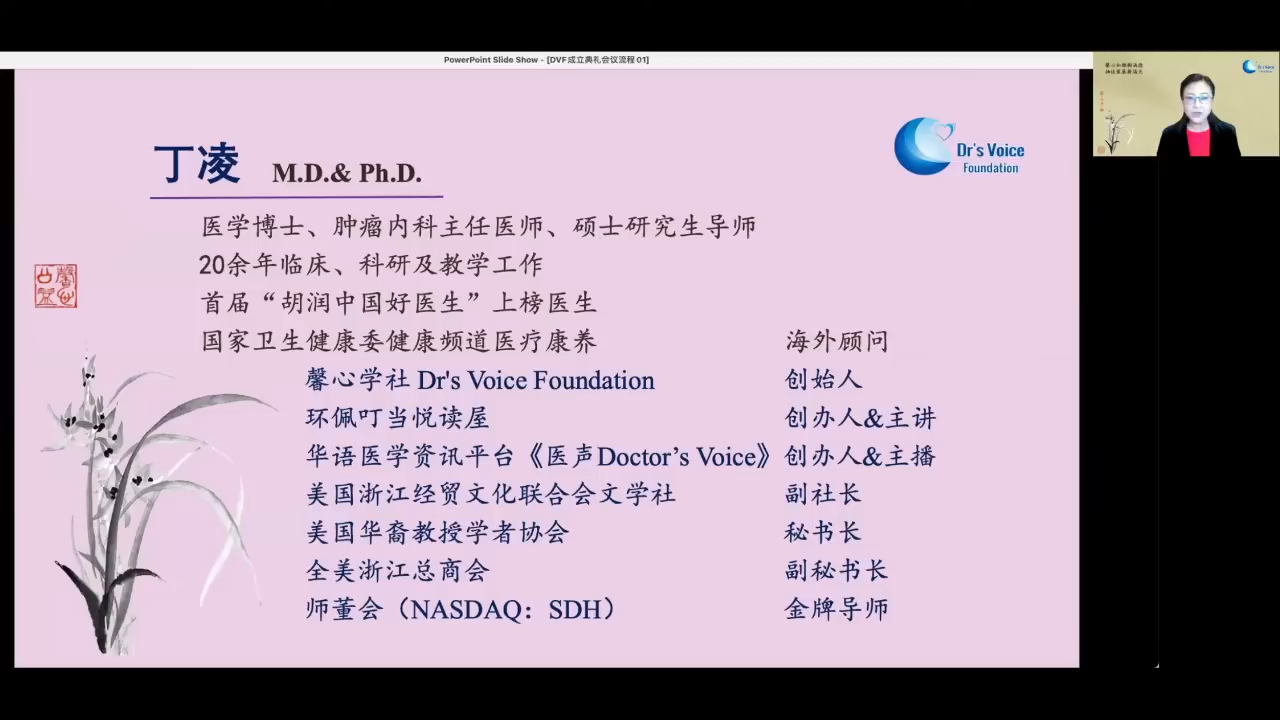 PowerPoint Slide Show - [DVF成立典礼会议流程 01]
丁凌 M.D.& Ph.D.
Dr's Voice
Foundation
医学博士、肿瘤内科主任医师、硕士研究生导师
20余年临床、科研及教学工作
首届“胡润中国好医生”上榜医生
国家卫生健康委健康频道医疗康养 海外顾问
馨心学社 Dr's Voice Foundation 创始人
环佩叮当悦读屋 创办人&主讲
华语医学资讯平台《医声Doctor’s Voice》 创办人&主播
美国浙江经贸文化联合会文学社 副社长
美国华裔教授学者协会 秘书长
全美浙江总商会 副秘书长
师董会（NASDAQ：SDH） 金牌导师